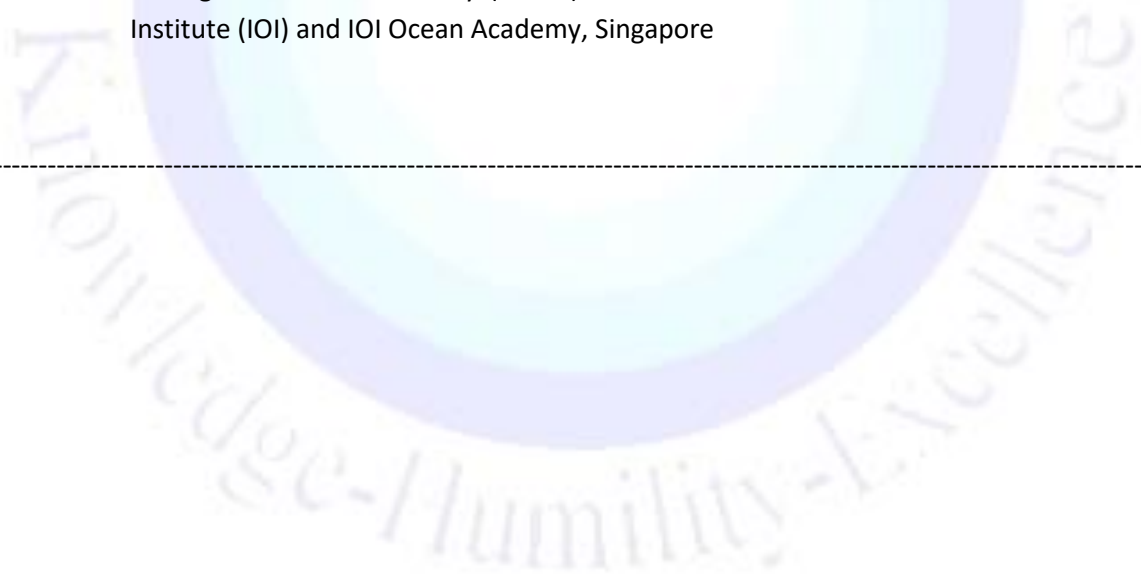 Institute (IOI) and IOI Ocean Academy, Singapore
Knowledge-Humility-Excellence